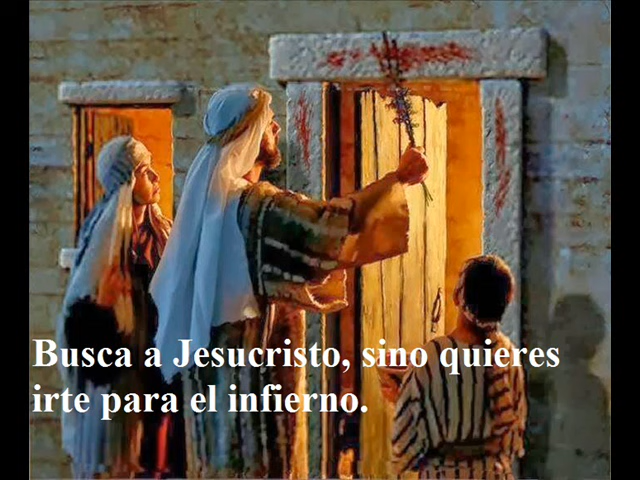 Busca a Jesucristo, sino quieres
irte para el infierno.